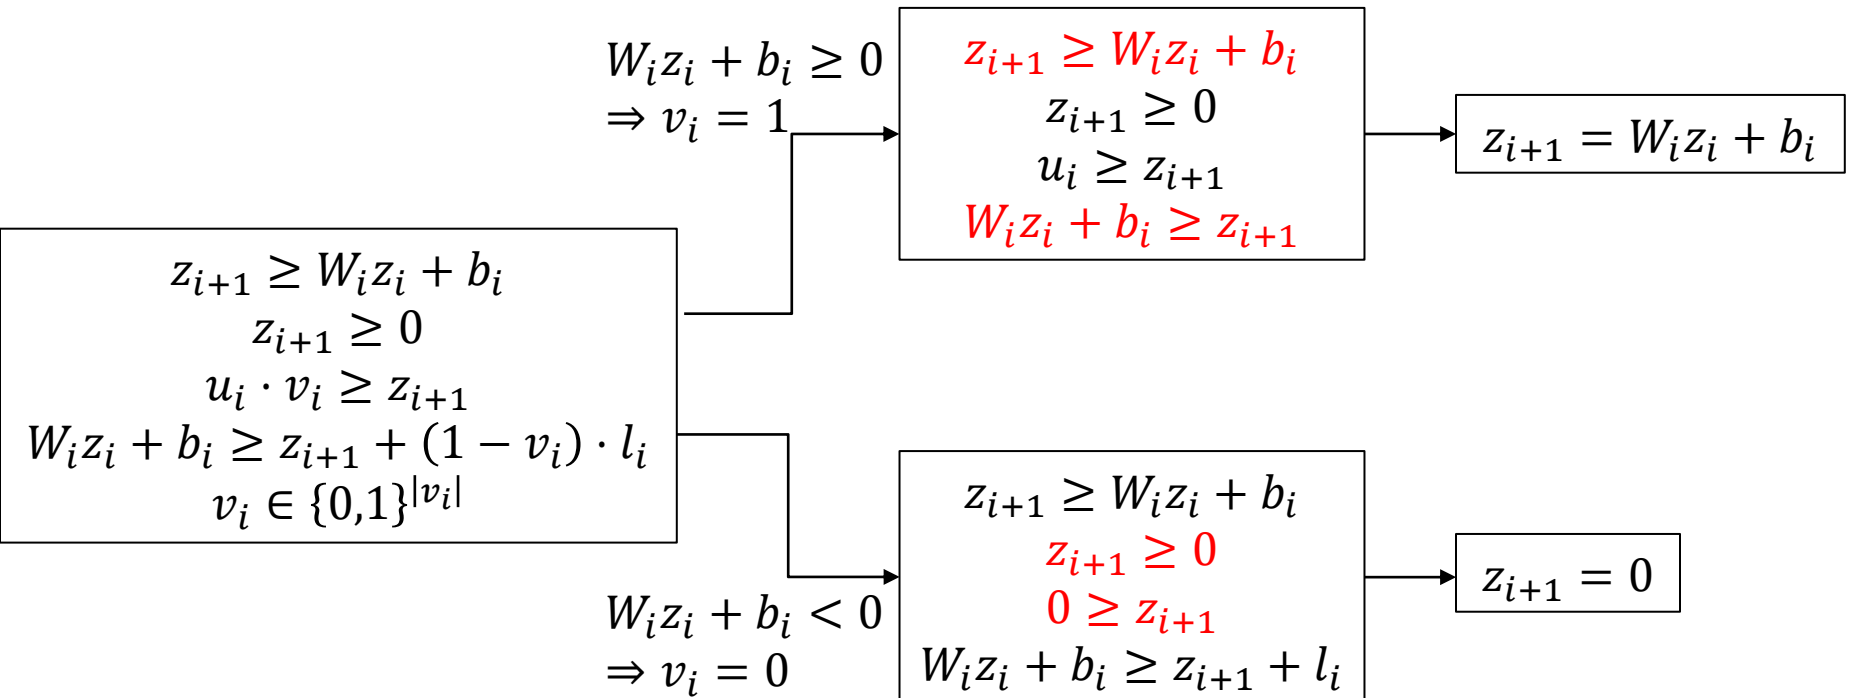 W_i z_i + b_i ≥ 0
⇒ v_i = 1
z_{i+1} ≥ W_i z_i + b_i
z_{i+1} ≥ 0
u_i ≥ z_{i+1}
W_i z_i + b_i ≥ z_{i+1}
z_{i+1} = W_i z_i + b_i
z_{i+1} ≥ W_i z_i + b_i
z_{i+1} ≥ 0
u_i · v_i ≥ z_{i+1}
W_i z_i + b_i ≥ z_{i+1} + (1 − v_i) · l_i
v_i ∈ {0,1}^{|v_i|}
W_i z_i + b_i < 0
⇒ v_i = 0
z_{i+1} ≥ W_i z_i + b_i
z_{i+1} ≥ 0
0 ≥ z_{i+1}
W_i z_i + b_i ≥ z_{i+1} + l_i
z_{i+1} = 0